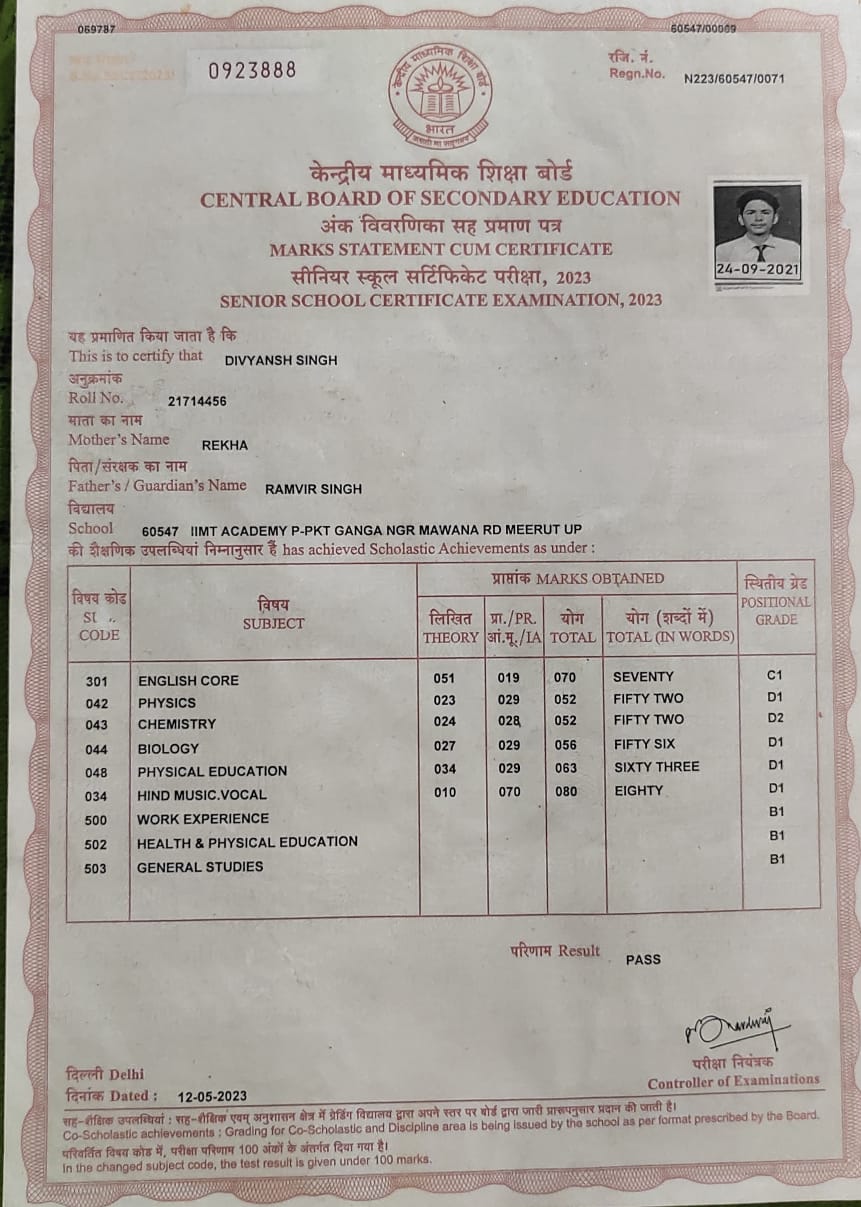 069787
60547/00009
0923888
रजि. नं.
Regn.No. N223/60547/0071
केन्द्रीय माध्यमिक शिक्षा बोर्ड
भारत
केन्द्रीय माध्यमिक शिक्षा बोर्ड
CENTRAL BOARD OF SECONDARY EDUCATION
अंक विवरणिका सह प्रमाण पत्र
MARKS STATEMENT CUM CERTIFICATE
सीनियर स्कूल सर्टिफिकेट परीक्षा, 2023
SENIOR SCHOOL CERTIFICATE EXAMINATION, 2023
24-09-2021
यह प्रमाणित किया जाता है कि
This is to certify that DIVYANSH SINGH
अनुक्रमांक
Roll No. 21714456
माता का नाम
Mother's Name REKHA
पिता/संरक्षक का नाम
Father's / Guardian's Name RAMVIR SINGH
विद्यालय
School 60547 IIMT ACADEMY P-PKT GANGA NGR MAWANA RD MEERUT UP
की शैक्षणिक उपलब्धियां निम्नानुसार हैं has achieved Scholastic Achievements as under :
विषय कोड
CODE
विषय
SUBJECT
प्राप्तांक MARKS OBTAINED
लिखित
THEORY
प्रा./PR.
आं.मू./IA
योग
TOTAL
योग (शब्दों में)
TOTAL (IN WORDS)
स्थितीय ग्रेड
POSITIONAL
GRADE
301 ENGLISH CORE 051 019 070 SEVENTY C1
042 PHYSICS 023 029 052 FIFTY TWO D1
043 CHEMISTRY 024 028 052 FIFTY TWO D2
044 BIOLOGY 027 029 056 FIFTY SIX D1
048 PHYSICAL EDUCATION 034 029 063 SIXTY THREE D1
034 HIND MUSIC.VOCAL 010 070 080 EIGHTY D1
500 WORK EXPERIENCE B1
502 HEALTH & PHYSICAL EDUCATION B1
503 GENERAL STUDIES B1
परिणाम Result PASS
परीक्षा नियंत्रक
Controller of Examinations
दिल्ली Delhi
दिनांक Dated : 12-05-2023
सह-शैक्षिक उपलब्धियां : सह-शैक्षिक एवम् अनुशासन क्षेत्र में ग्रेडिंग विद्यालय द्वारा अपने स्तर पर बोर्ड द्वारा जारी प्रारूपनुसार प्रदान की जाती है।
Co-Scholastic achievements : Grading for Co-Scholastic and Discipline area is being issued by the school as per format prescribed by the Board.
परिवर्तित विषय कोड में, परीक्षा परिणाम 100 अंकों के अंतर्गत दिया गया है।
In the changed subject code, the test result is given under 100 marks.